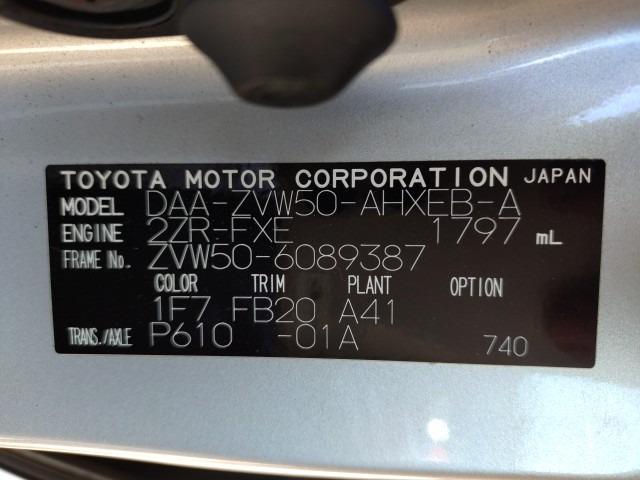 TOYOTA MOTOR CORPORATION JAPAN
MODEL DAA-ZVW50-AHXEB-A
ENGINE 2ZR-FXE 1797 mL
FRAME No. ZVW50-6089387
COLOR TRIM PLANT OPTION
1F7 FB20 A41
TRANS./AXLE P610 -01A 740